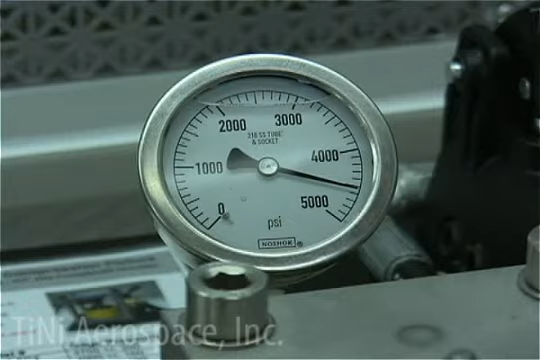 2000
3000
316 SS TUBE
& SOCKET
1000
4000
0
5000
psi
NOSHOK ®
TiNi Aerospace, Inc.